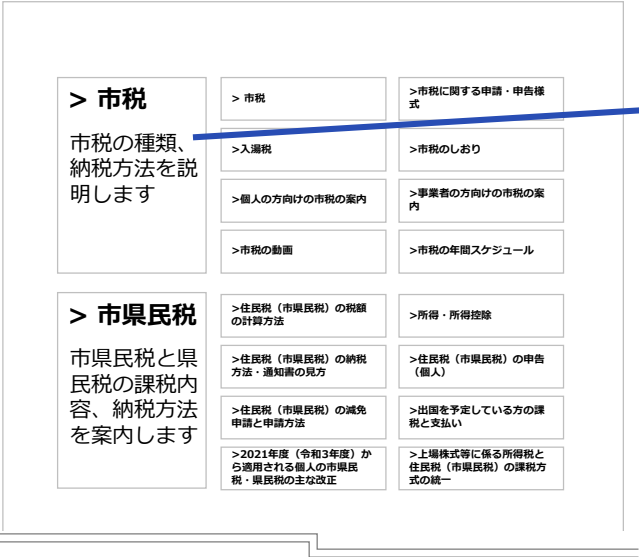 > 市税
市税の種類、
納税方法を説
明します
> 市税
>市税に関する申請・申告様
式
>入湯税
>市税のしおり
>個人の方向けの市税の案内
>事業者の方向けの市税の案
内
>市税の動画
>市税の年間スケジュール
> 市県民税
市県民税と県
民税の課税内
容、納税方法
を案内します
>住民税（市県民税）の税額
の計算方法
>所得・所得控除
>住民税（市県民税）の納税
方法・通知書の見方
>住民税（市県民税）の申告
（個人）
>住民税（市県民税）の減免
申請と申請方法
>出国を予定している方の課
税と支払い
>2021年度（令和3年度）か
ら適用される個人の市県民
税・県民税の主な改正
>上場株式等に係る所得税と
住民税（市県民税）の課税方
式の統一